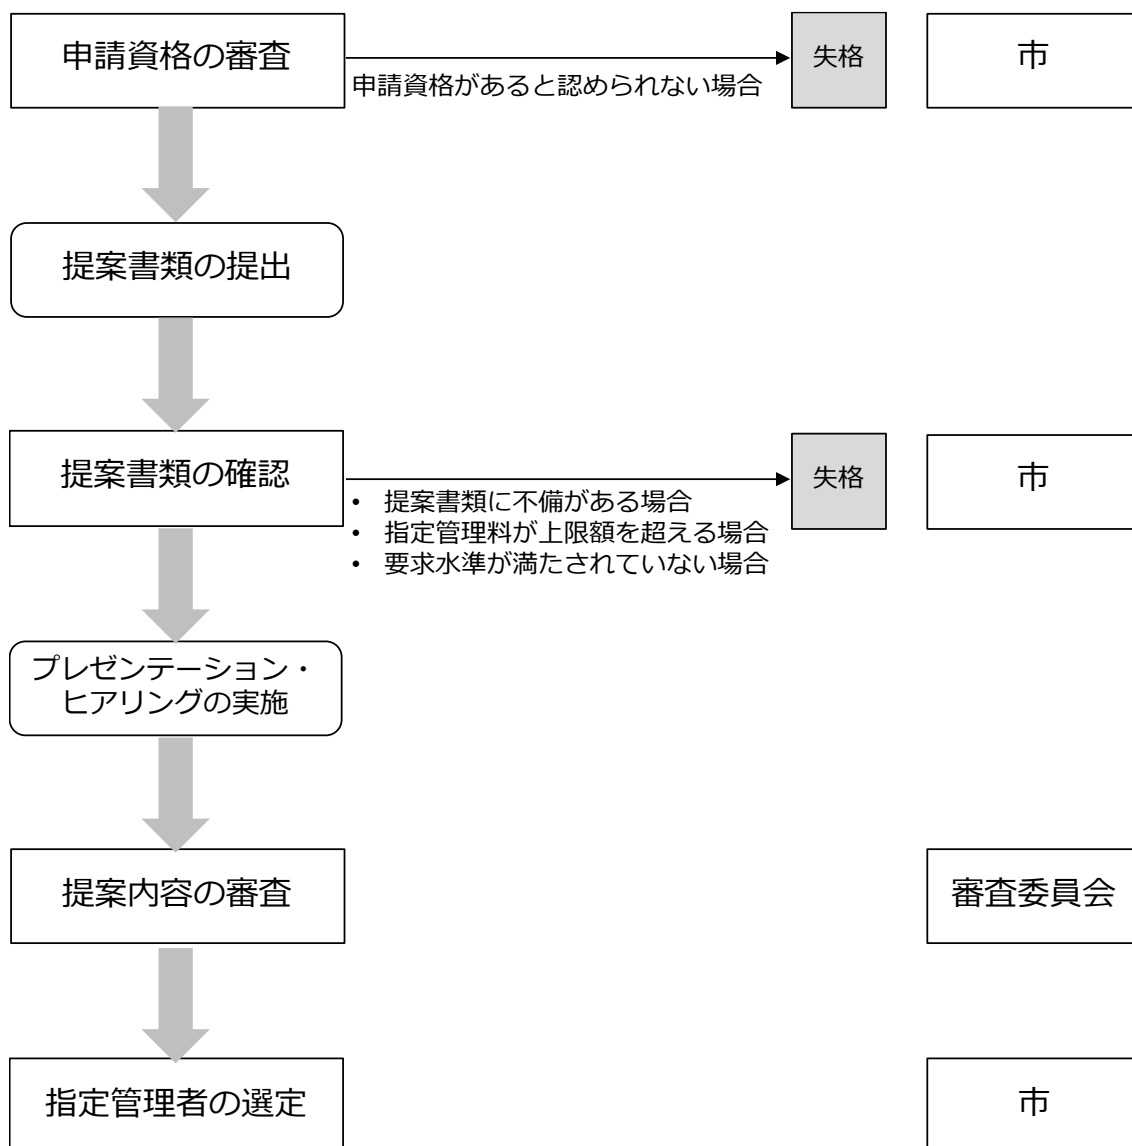 申請資格の審査
申請資格があると認められない場合
失格
市
提案書類の提出
提案書類の確認
• 提案書類に不備がある場合
• 指定管理料が上限額を超える場合
• 要求水準が満たされていない場合
失格
市
プレゼンテーション・
ヒアリングの実施
提案内容の審査
審査委員会
指定管理者の選定
市